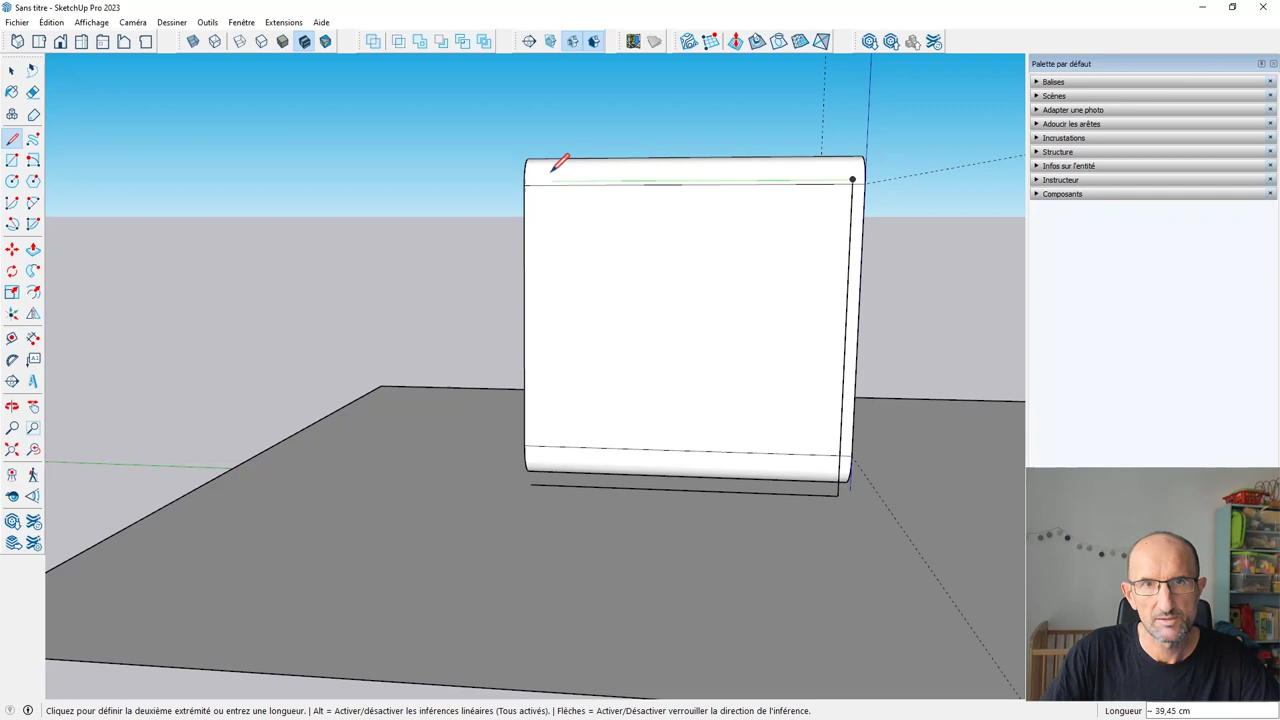 Sans titre - SketchUp Pro 2023
Fichier Édition Affichage Caméra Dessiner Outils Fenêtre Extensions Aide
Palette par défaut
Balises
Scènes
Adapter une photo
Adoucir les arêtes
Incrustations
Structure
Infos sur l'entité
Instructeur
Composants
Cliquez pour définir la deuxième extrémité ou entrez une longueur. | Alt = Activer/désactiver les inférences linéaires (Tous activés). | Flèches = Activer/Désactiver verrouiller la direction de l'inférence.
Longueur ~ 39,45 cm